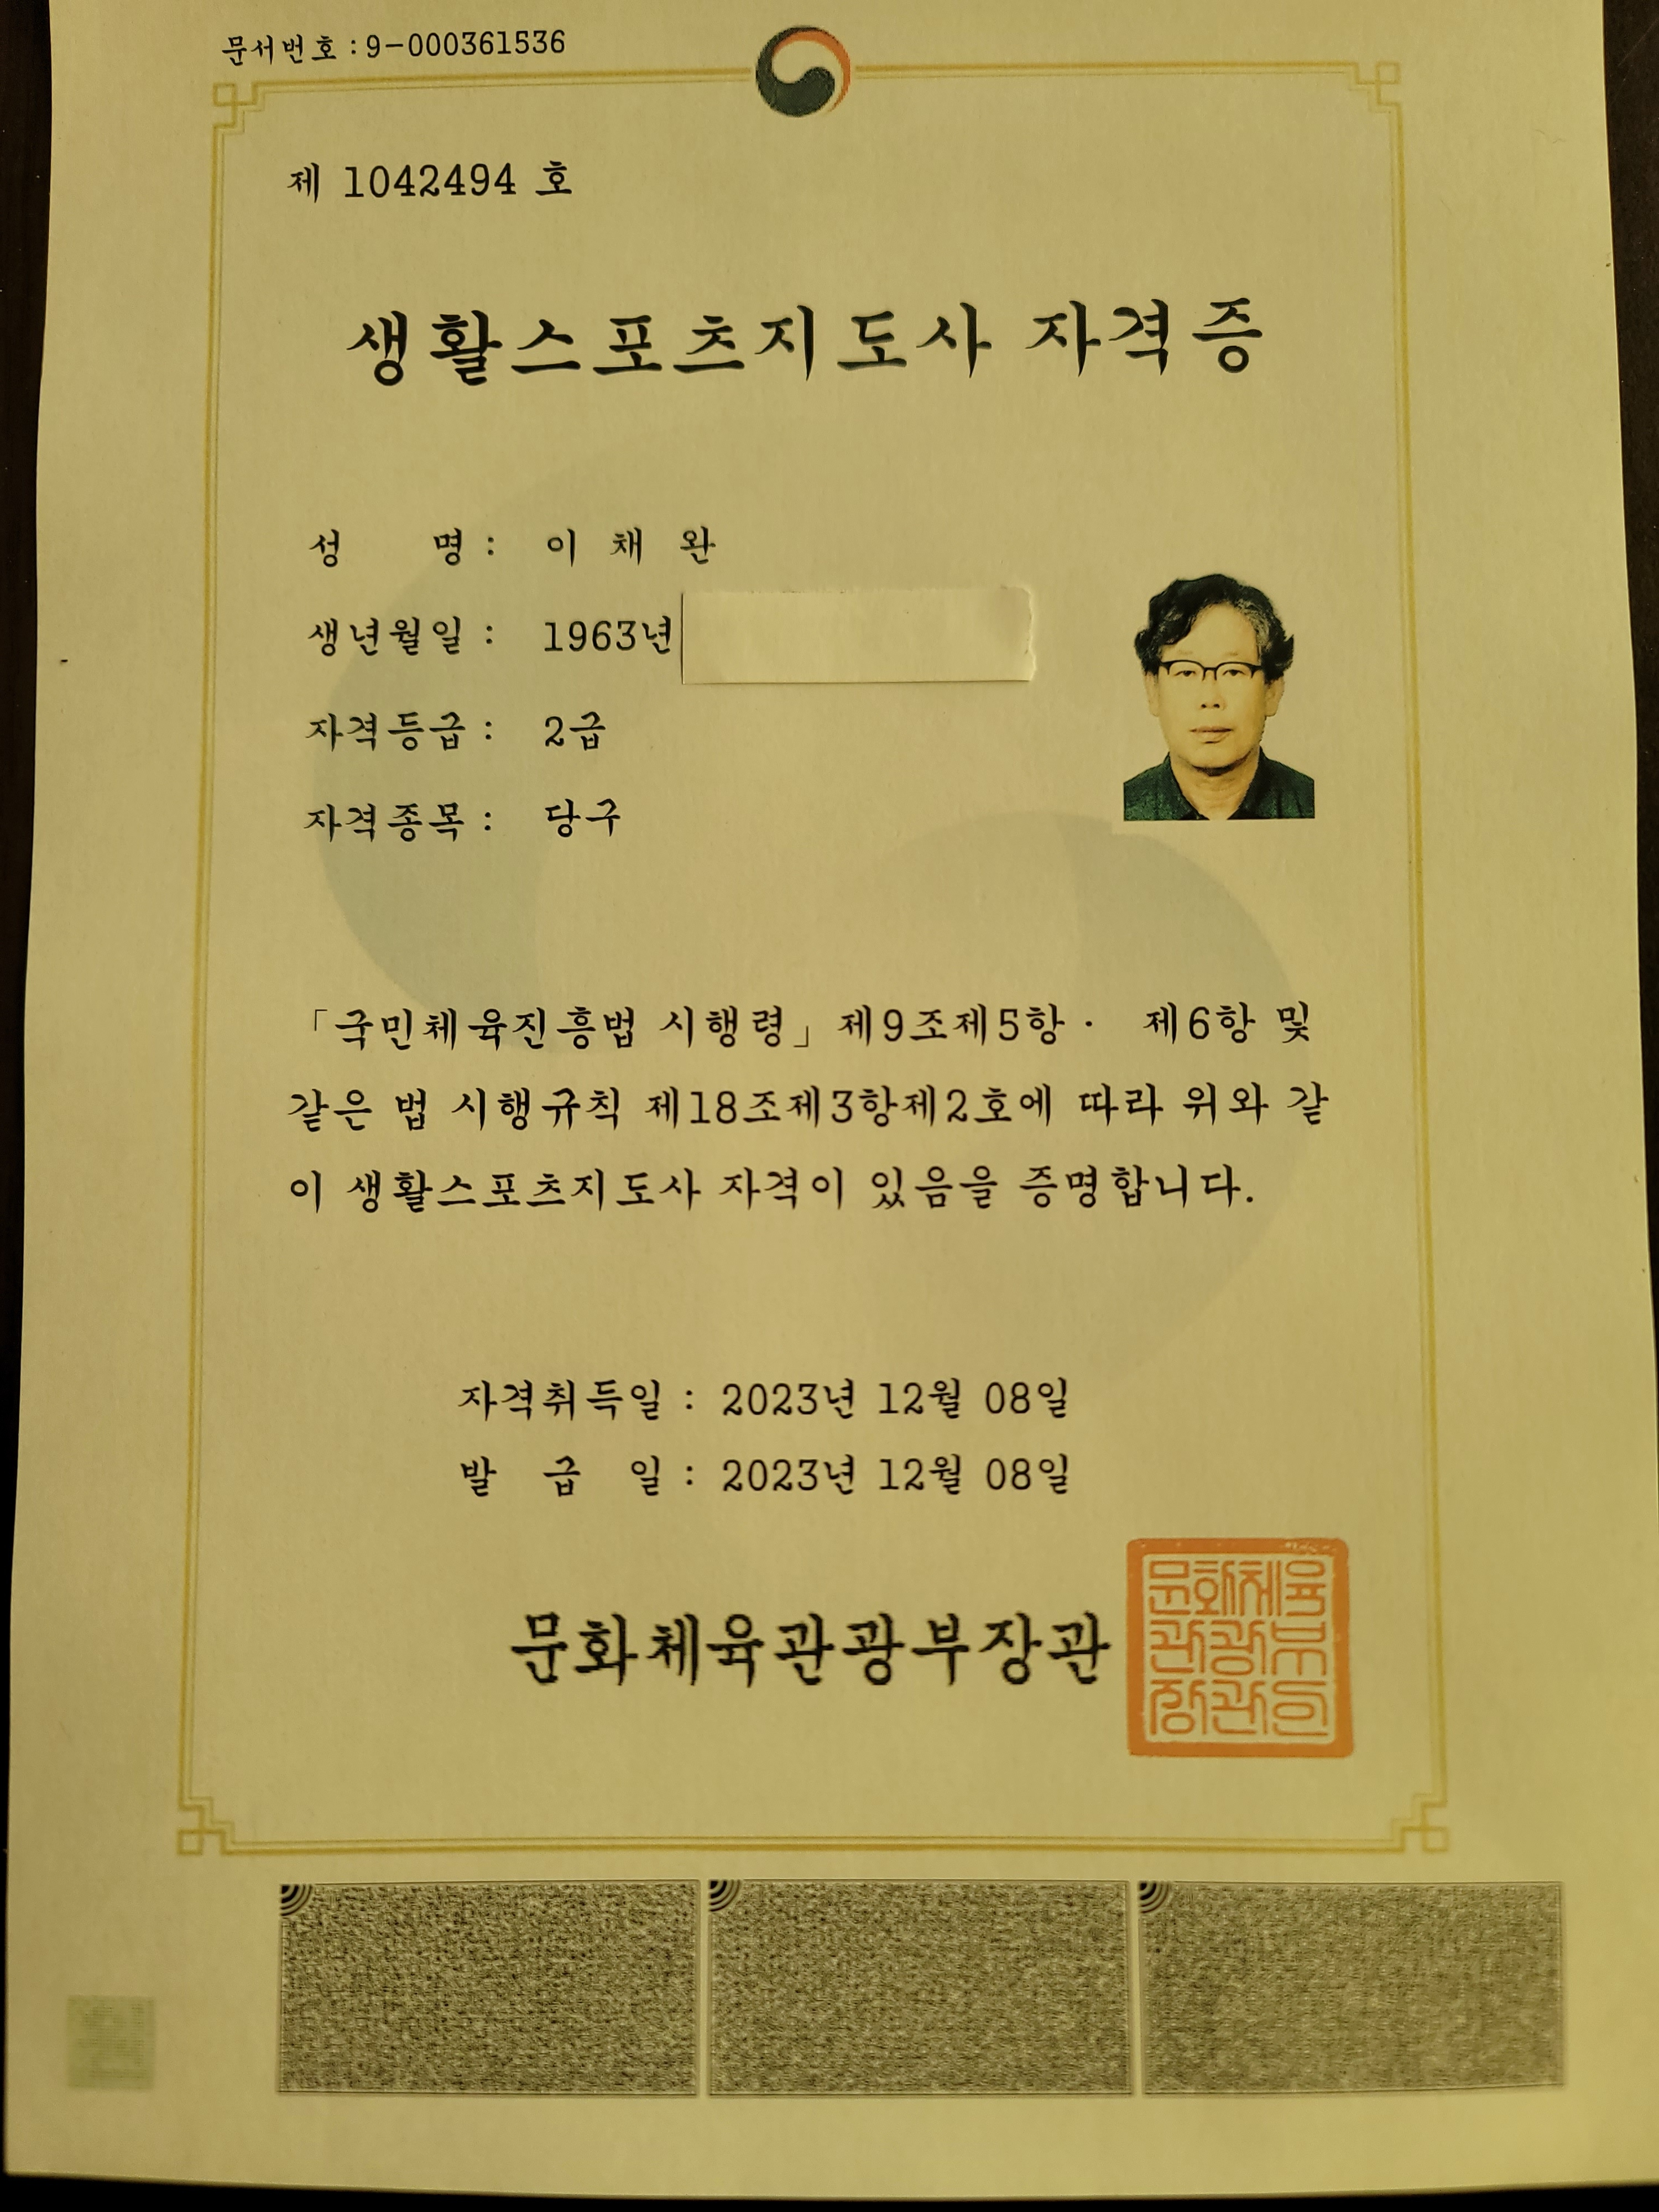 문서번호 : 9-000361536
제 1042494 호
생활스포츠지도사 자격증
성 명 : 이 채 완
생년월일 : 1963년
자격등급 : 2급
자격종목 : 당구
「국민체육진흥법 시행령」 제9조제5항 · 제6항 및
같은 법 시행규칙 제18조제3항제2호에 따라 위와 같
이 생활스포츠지도사 자격이 있음을 증명합니다.
자격취득일 : 2023년 12월 08일
발 급 일 : 2023년 12월 08일
문화체육관광부장관
문화체육
관광부
장관인